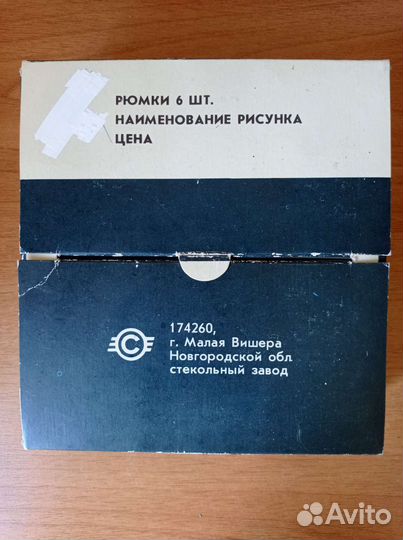 РЮМКИ 6 ШТ.
НАИМЕНОВАНИЕ РИСУНКА
ЦЕНА
С
174260,
г. Малая Вишера
Новгородской обл
стекольный завод
Avito